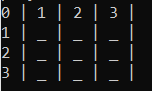 0 | 1 | 2 | 3 |
1 | _ | _ | _ |
2 | _ | _ | _ |
3 | _ | _ | _ |